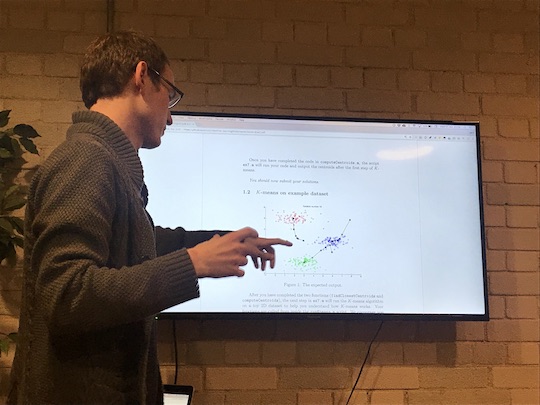 Once you have completed the code in computeCentroids.m, the script
ex7.m will run your code and output the centroids after the first step of K-
means.
You should now submit your solutions.
1.2 K-means on example dataset
Figure 1: The expected output.
After you have completed the two functions (findClosestCentroids and
computeCentroids), the next step in ex7.m will run the K-means algorithm
on a toy 2D dataset to help you understand how K-means works. Your